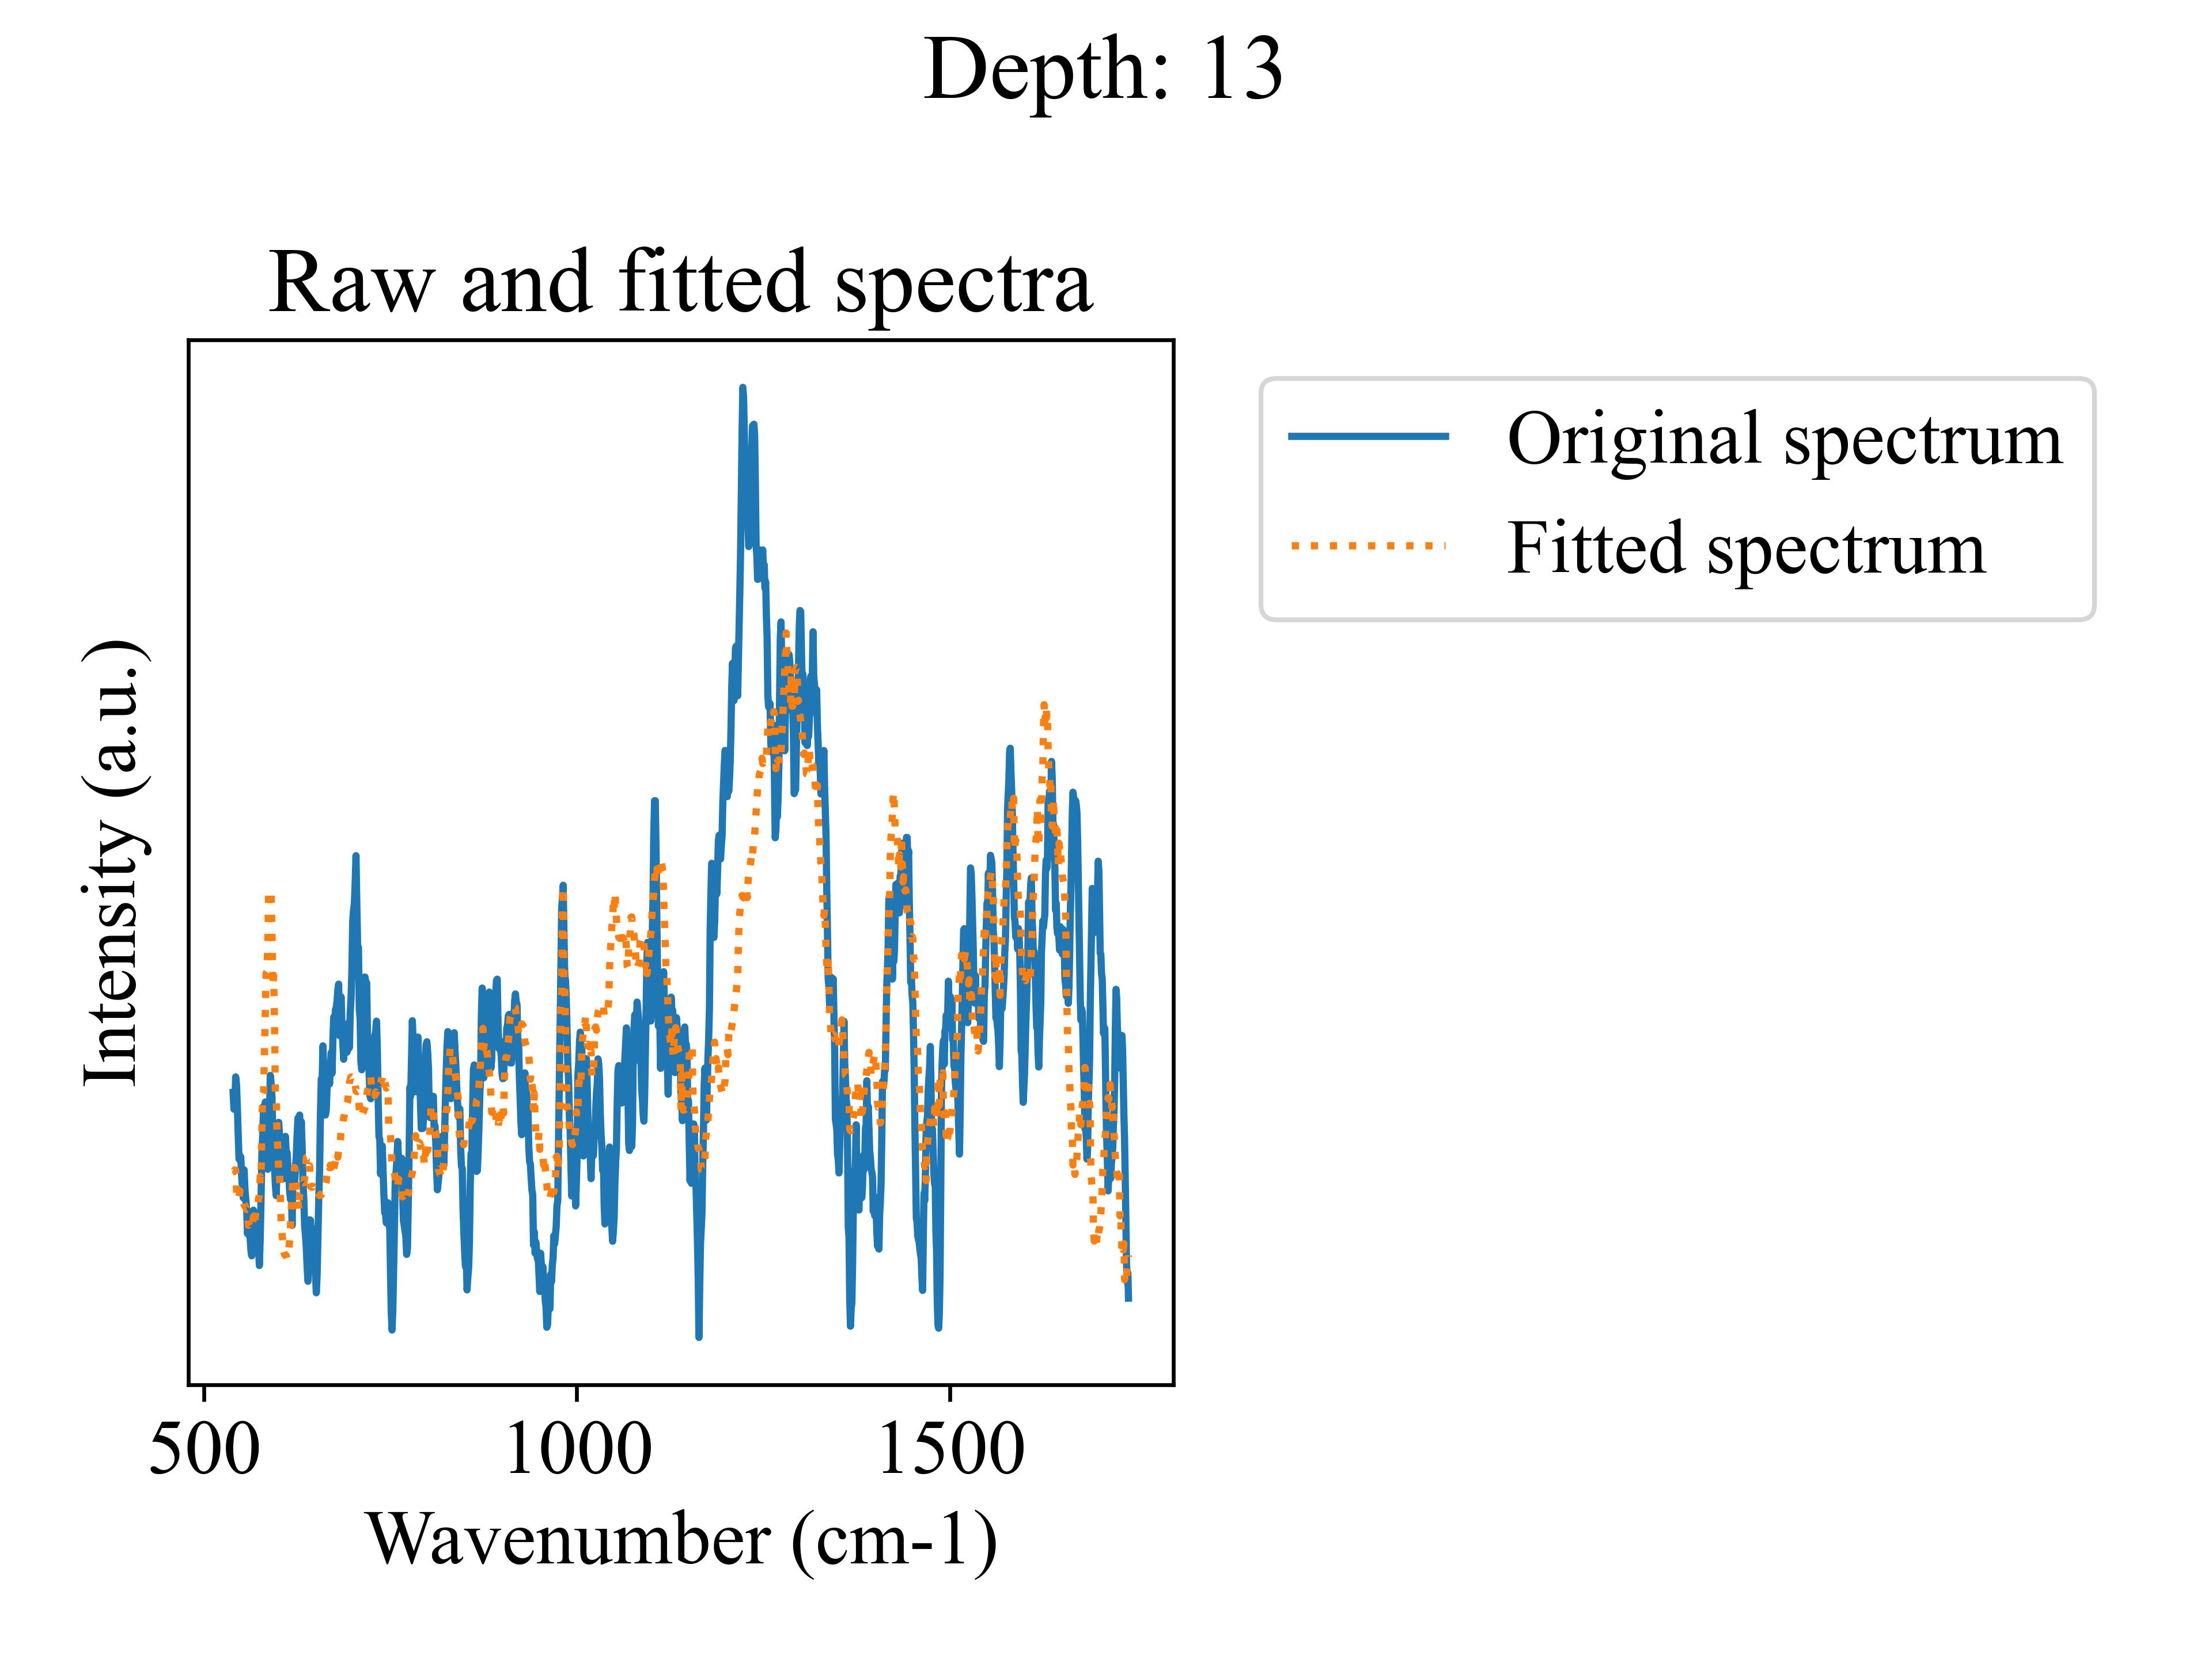 Depth: 13
Raw and fitted spectra
Original spectrum
Fitted spectrum
Intensity (a.u.)
500 1000 1500
Wavenumber (cm-1)